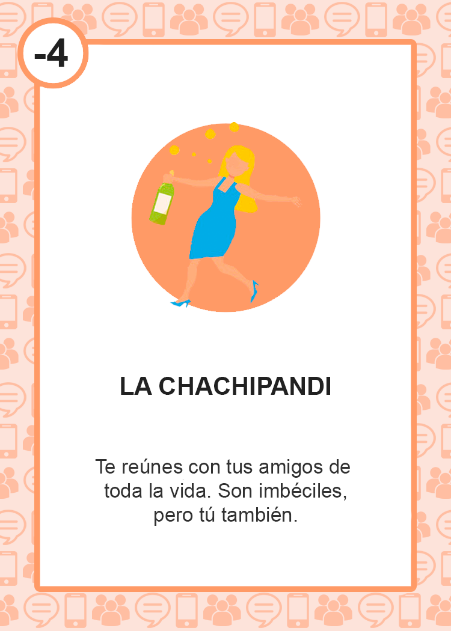 -4
LA CHACHIPANDI
Te reúnes con tus amigos de
toda la vida. Son imbéciles,
pero tú también.